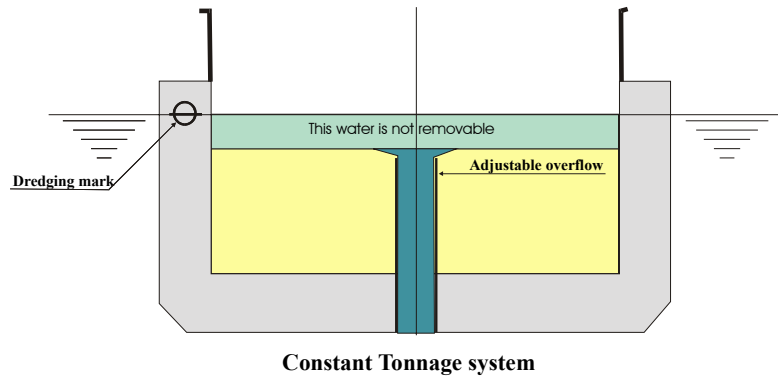 This water is not removable
Adjustable overflow
Dredging mark
Constant Tonnage system